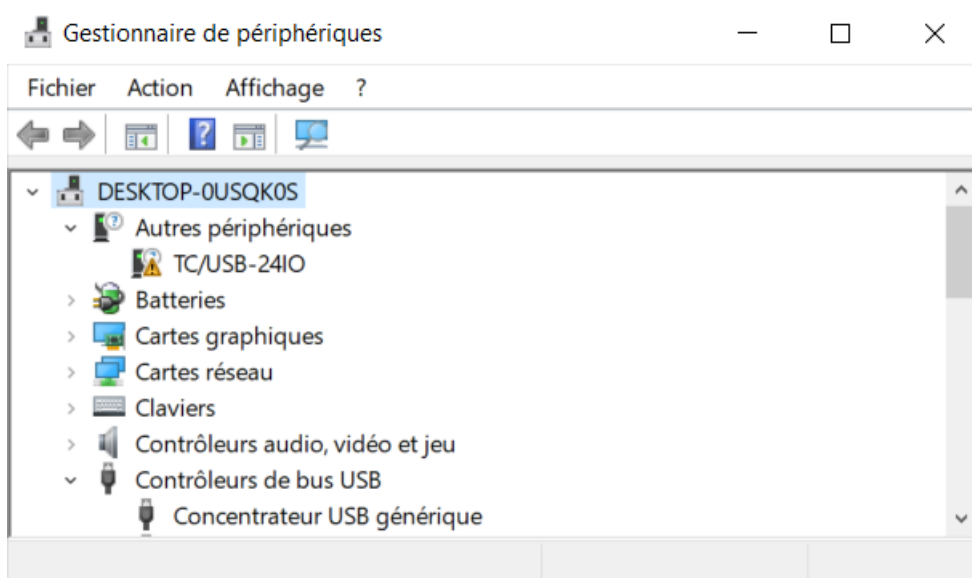 Gestionnaire de périphériques
Fichier Action Affichage ?
DESKTOP-0USQK0S
Autres périphériques
TC/USB-24IO
Batteries
Cartes graphiques
Cartes réseau
Claviers
Contrôleurs audio, vidéo et jeu
Contrôleurs de bus USB
Concentrateur USB générique